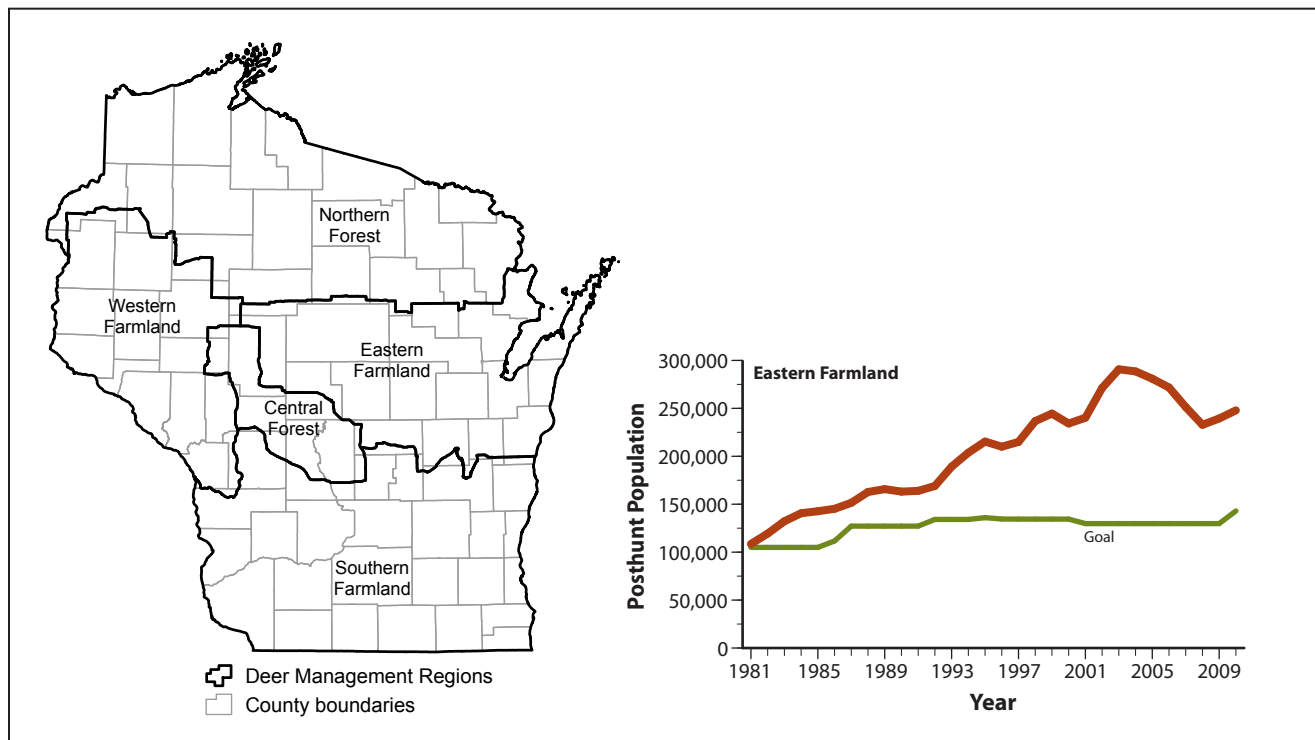 Northern
Forest
Western
Farmland
Eastern
Farmland
Central
Forest
Southern
Farmland
Deer Management Regions
County boundaries
Eastern Farmland
Posthunt Population
300,000
250,000
200,000
150,000
100,000
50,000
0
Goal
1981 1985 1989 1993 1997 2001 2005 2009
Year